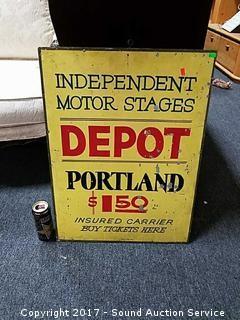 INDEPENDENT
MOTOR STAGES
DEPOT
PORTLAND
$1.50
INSURED CARRIER
BUY TICKETS HERE
Copyright 2017 - Sound Auction Service